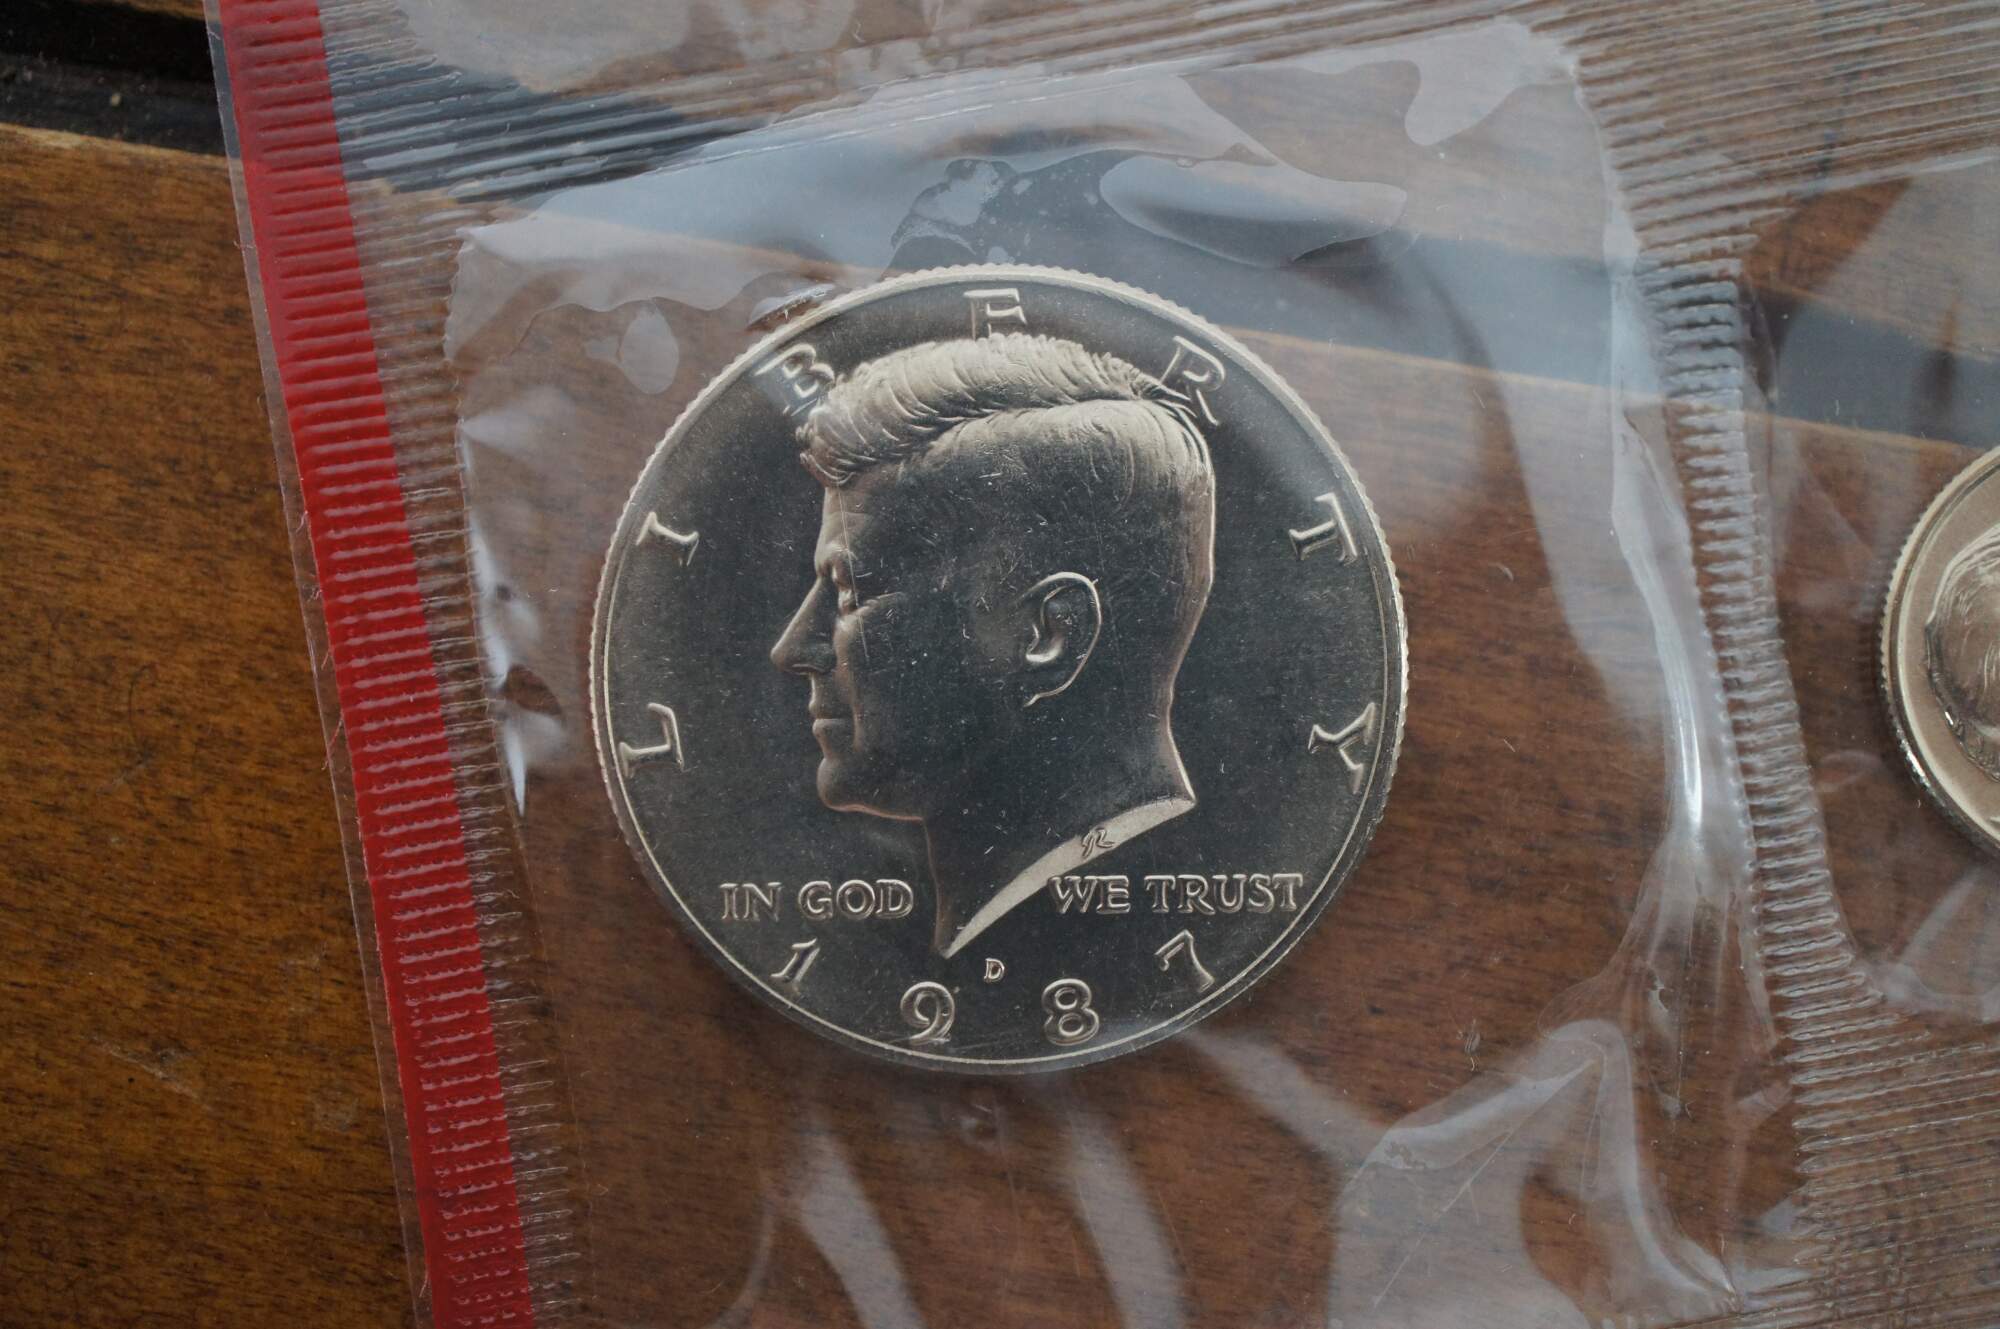 LIBERTY
IN GOD WE TRUST
D
1987